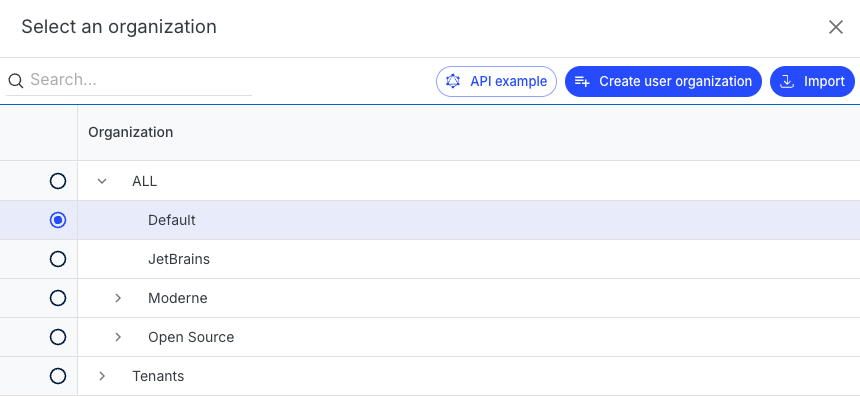 Select an organization
Search...
API example
Create user organization
Import
Organization
ALL
Default
JetBrains
Moderne
Open Source
Tenants